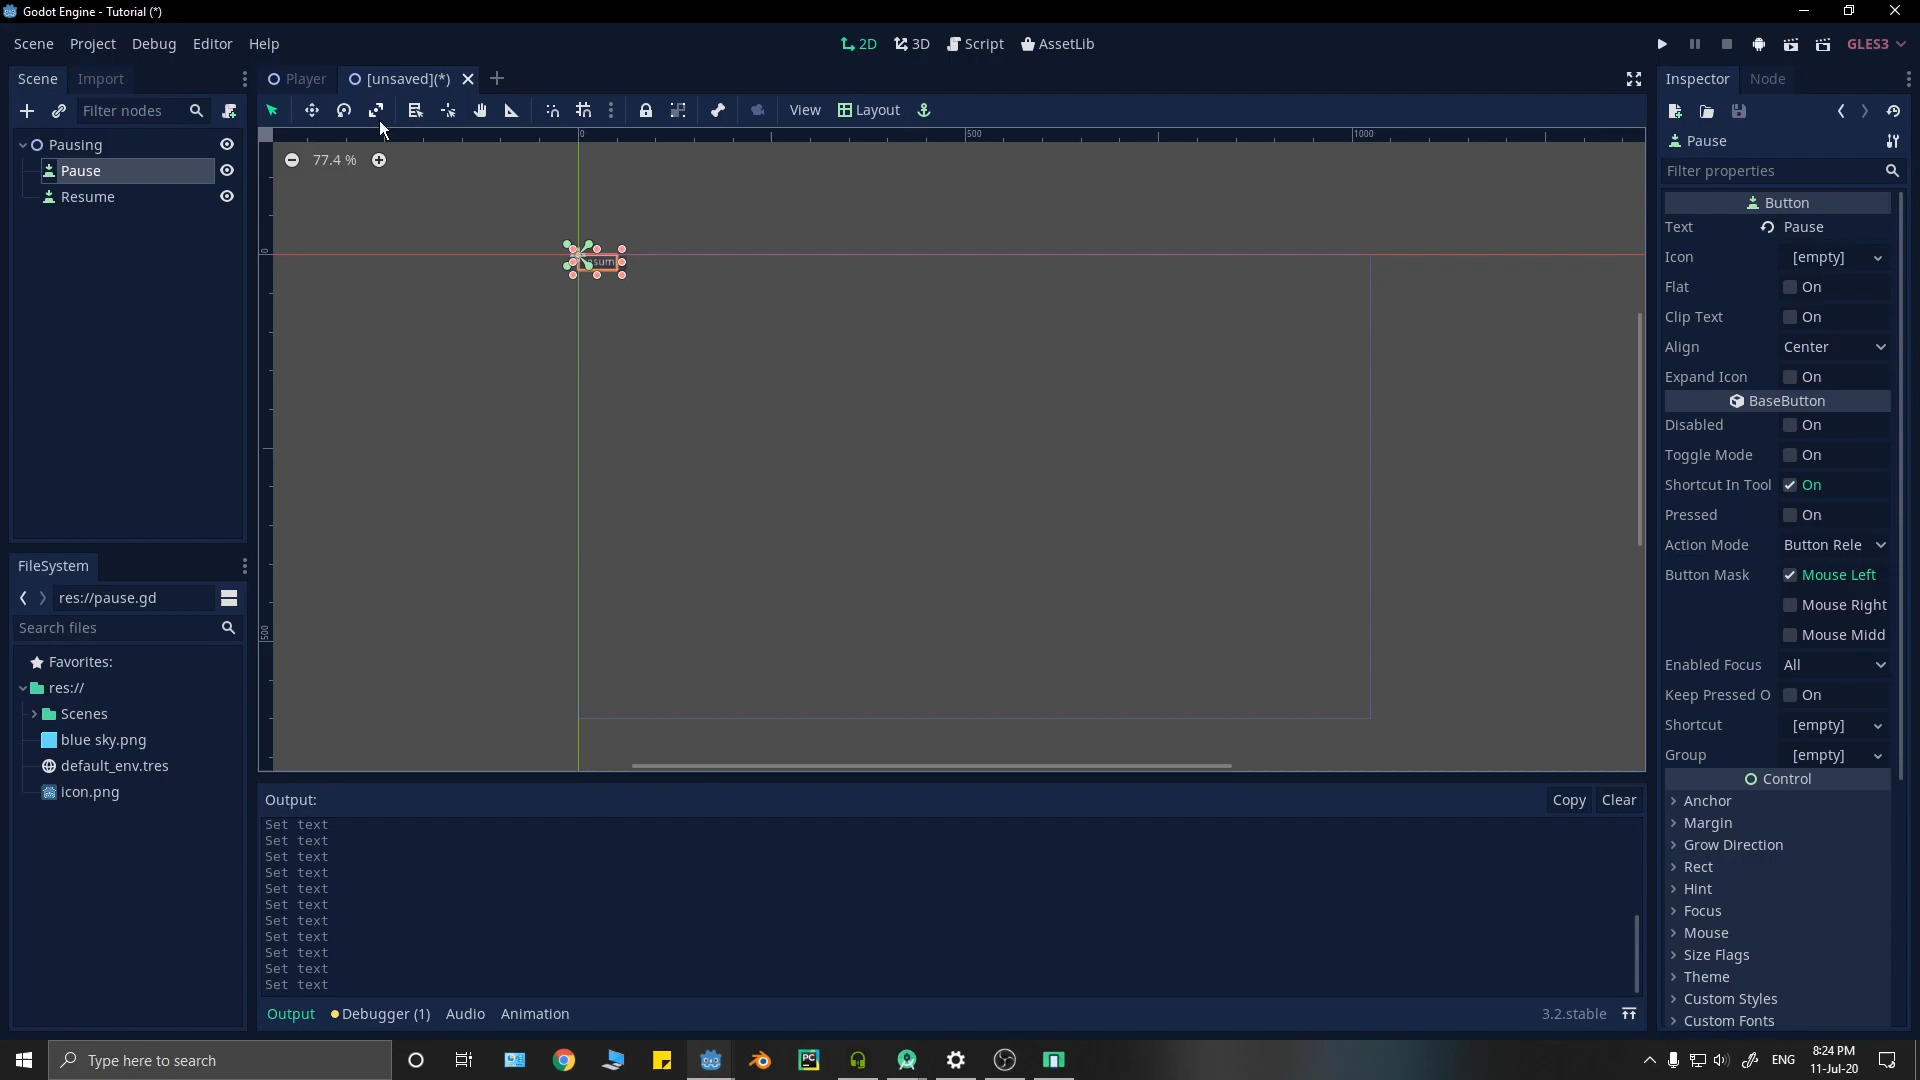 Godot Engine - Tutorial (*)
Scene Project Debug Editor Help
2D 3D Script AssetLib
GLES3
Scene Import
Player [unsaved](*)
Inspector Node
Filter nodes
View Layout
0 500 1000
77.4 %
Pausing
Pause
Resume
0
500
Pause
Filter properties
Button
Text Pause
Icon [empty]
Flat On
Clip Text On
Align Center
Expand Icon On
BaseButton
Disabled On
Toggle Mode On
Shortcut In Tool On
Pressed On
Action Mode Button Rele
Button Mask Mouse Left
Mouse Right
Mouse Midd
Enabled Focus All
Keep Pressed O On
Shortcut [empty]
Group [empty]
Control
Anchor
Margin
Grow Direction
Rect
Hint
Focus
Mouse
Size Flags
Theme
Custom Styles
Custom Fonts
FileSystem
res://pause.gd
Search files
Favorites:
res://
Scenes
blue sky.png
default_env.tres
icon.png
Output:
Copy Clear
Set text
Set text
Set text
Set text
Set text
Set text
Set text
Set text
Set text
Set text
Set text
Output Debugger (1) Audio Animation
3.2.stable
Type here to search
PC
ENG
8:24 PM
11-Jul-20